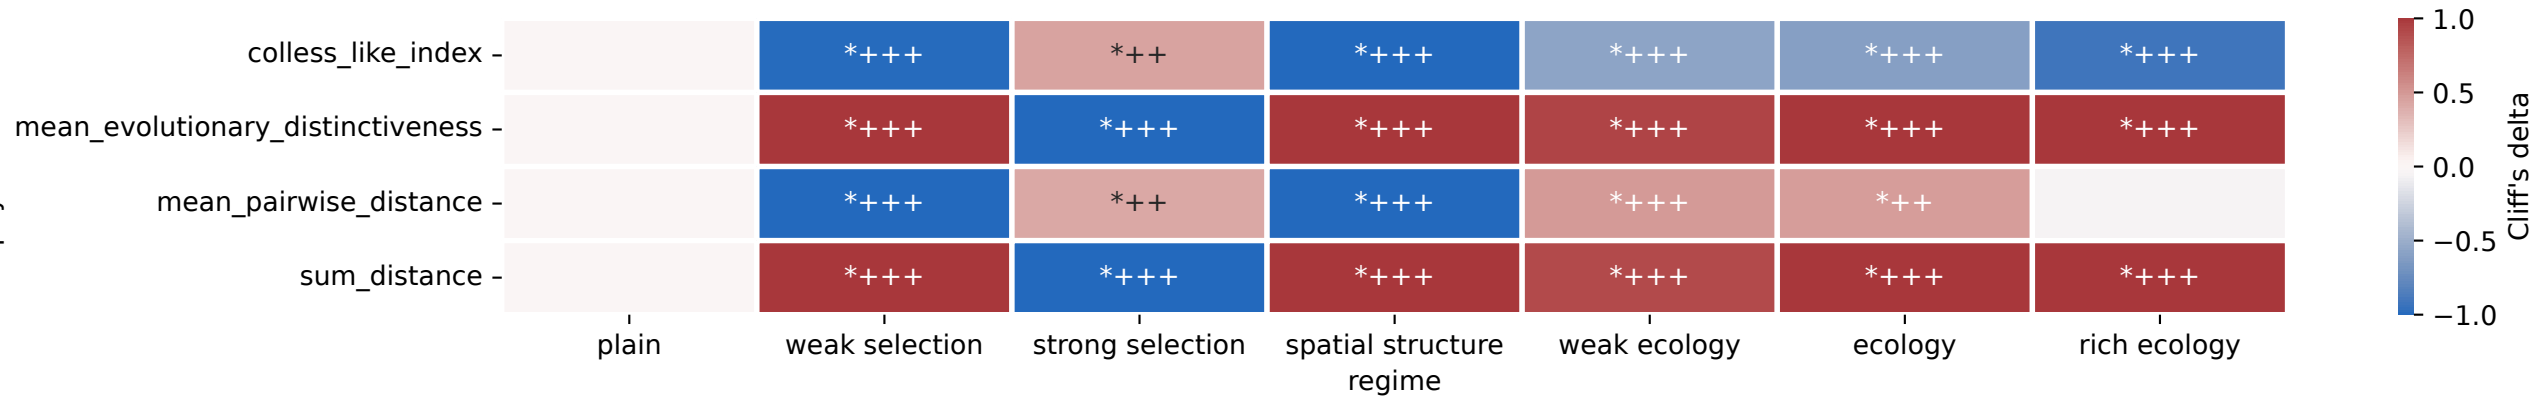 colless_like_index *+++ *++ *+++ *+++ *+++ *+++
mean_evolutionary_distinctiveness *+++ *+++ *+++ *+++ *+++ *+++
mean_pairwise_distance *+++ *++ *+++ *+++ *++
sum_distance *+++ *+++ *+++ *+++ *+++ *+++
plain weak selection strong selection spatial structure weak ecology ecology rich ecology
regime
1.0
0.5
0.0
−0.5
−1.0
Cliff's delta